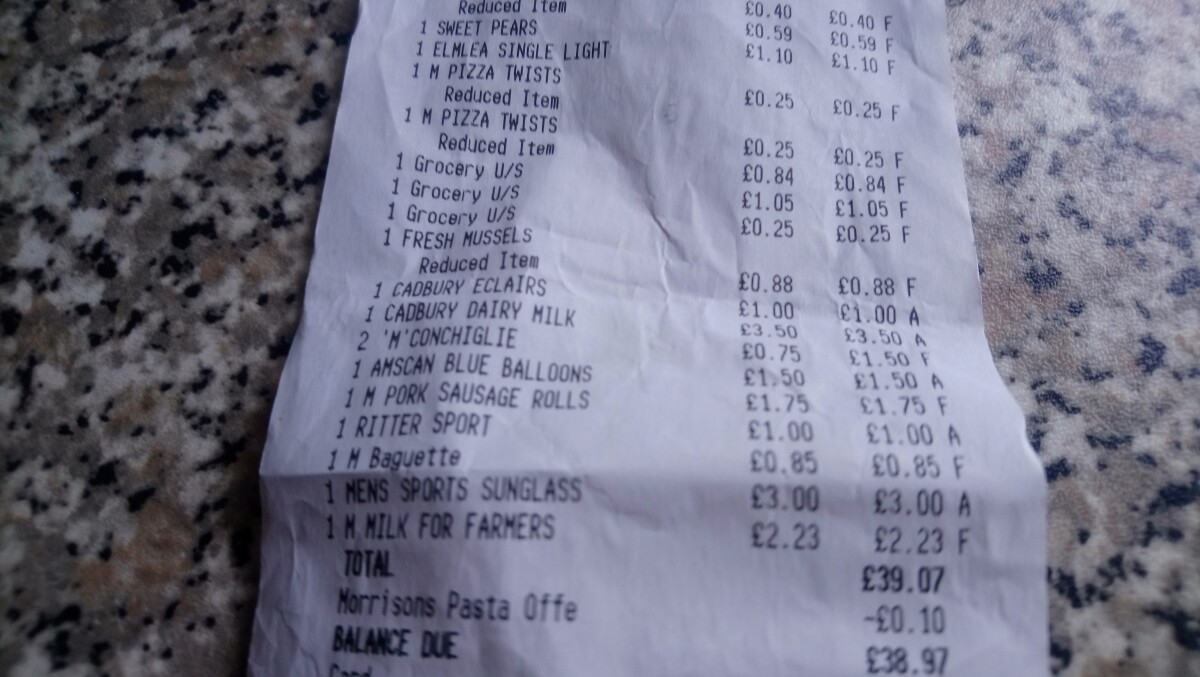 Reduced Item £0.40 £0.40 F
1 SWEET PEARS £0.59 £0.59 F
1 ELMLEA SINGLE LIGHT £1.10 £1.10 F
1 M PIZZA TWISTS
Reduced Item £0.25 £0.25 F
1 M PIZZA TWISTS
Reduced Item £0.25 £0.25 F
1 Grocery U/S £0.84 £0.84 F
1 Grocery U/S £1.05 £1.05 F
1 Grocery U/S £0.25 £0.25 F
1 FRESH MUSSELS
Reduced Item £0.88 £0.88 F
1 CADBURY ECLAIRS £1.00 £1.00 A
1 CADBURY DAIRY MILK £3.50 £3.50 A
2 'M'CONCHIGLIE £0.75 £1.50 F
1 AMSCAN BLUE BALLOONS £1.50 £1.50 A
1 M PORK SAUSAGE ROLLS £1.75 £1.75 F
1 RITTER SPORT £1.00 £1.00 A
1 M Baguette £0.85 £0.85 F
1 MENS SPORTS SUNGLASS £3.00 £3.00 A
1 M MILK FOR FARMERS £2.23 £2.23 F
TOTAL £39.07
Morrisons Pasta Offe -£0.10
BALANCE DUE £38.97